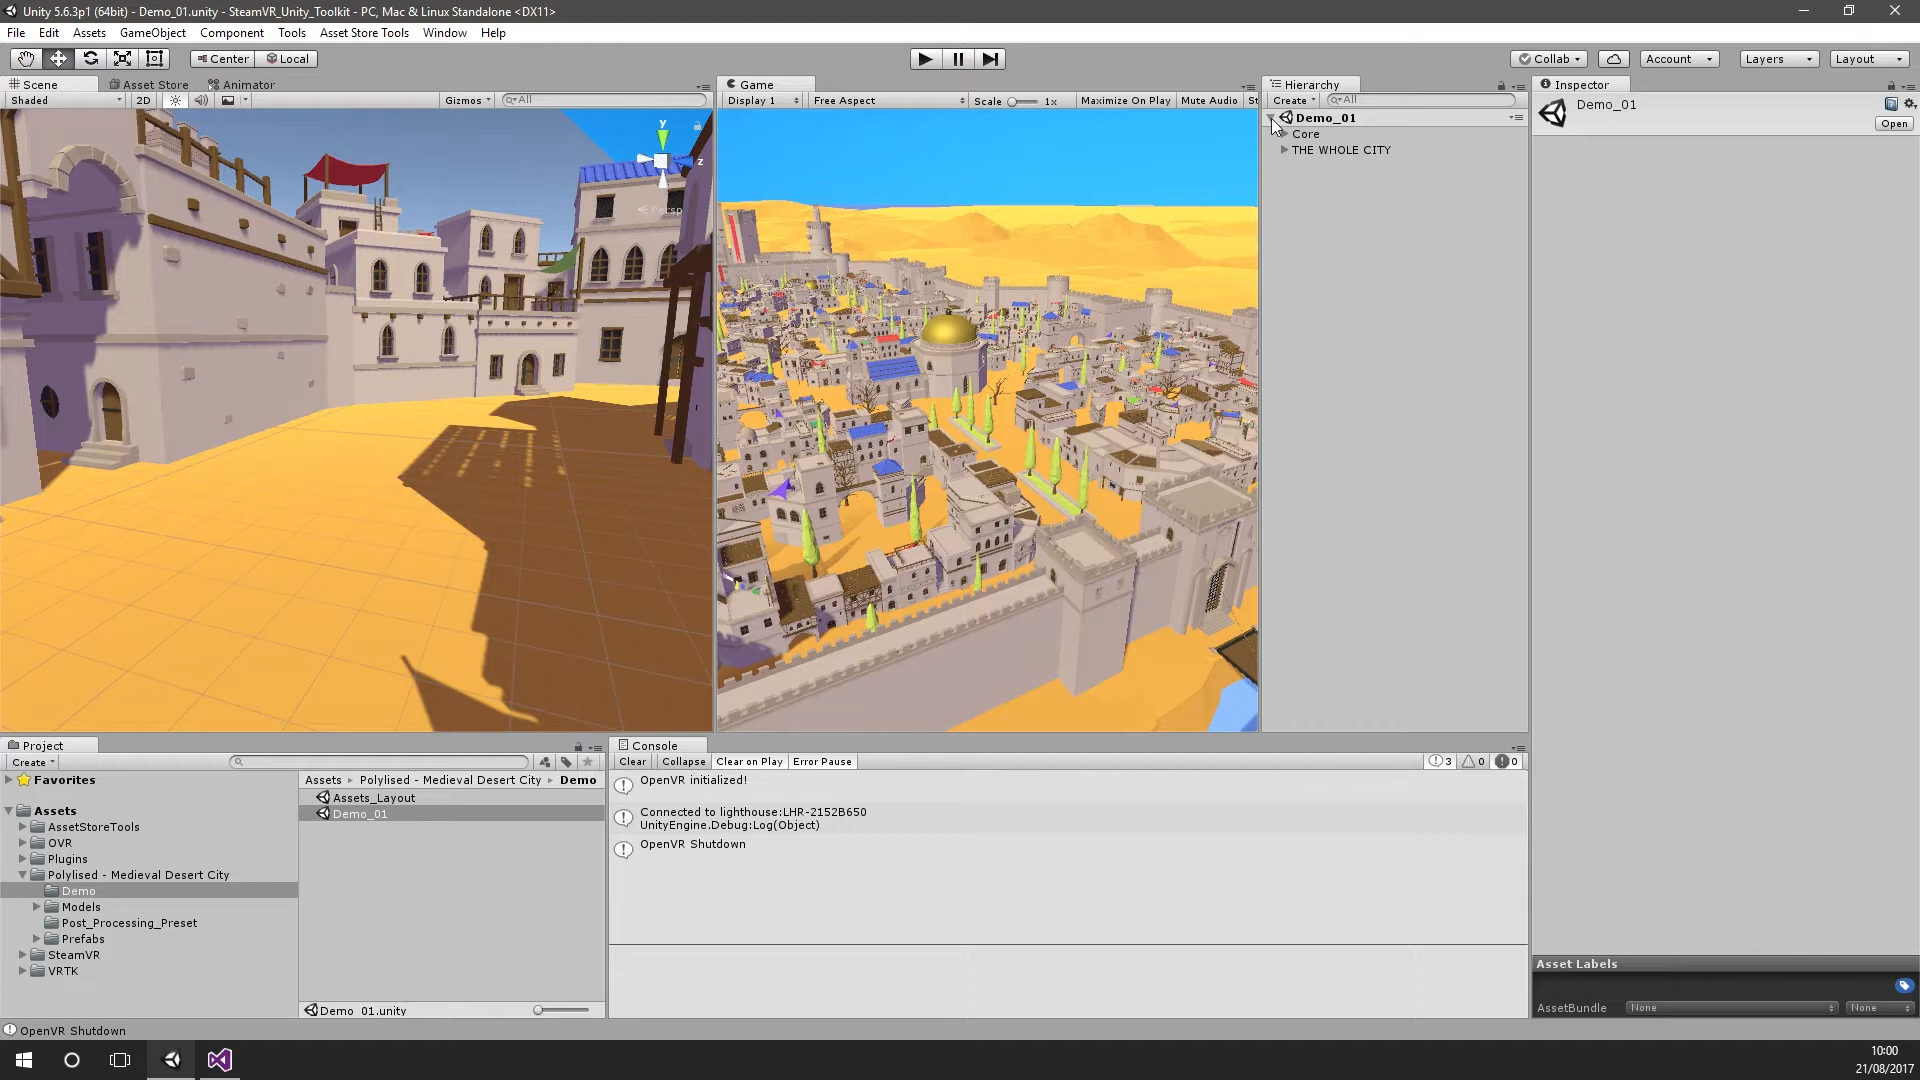 Unity 5.6.3p1 (64bit) - Demo_01.unity - SteamVR_Unity_Toolkit - PC, Mac & Linux Standalone <DX11>
File Edit Assets GameObject Component Tools Asset Store Tools Window Help
Center Local Collab Account Layers Layout
Scene Asset Store Animator Game Hierarchy Inspector
Shaded 2D Gizmos All Display 1 Free Aspect Scale 1x Maximize On Play Mute Audio St Create All Demo_01
Open
y
z
Persp
Demo_01
Core
THE WHOLE CITY
Project Console
Create Clear Collapse Clear on Play Error Pause 3 0 0
Favorites
Assets
AssetStoreTools
OVR
Plugins
Polylised - Medieval Desert City
Demo
Models
Post_Processing_Preset
Prefabs
SteamVR
VRTK
Assets Polylised - Medieval Desert City Demo
Assets_Layout
Demo_01
Demo_01.unity
OpenVR initialized!
Connected to lighthouse:LHR-2152B650
UnityEngine.Debug:Log(Object)
OpenVR Shutdown
Asset Labels
AssetBundle None None
OpenVR Shutdown
10:00
21/08/2017